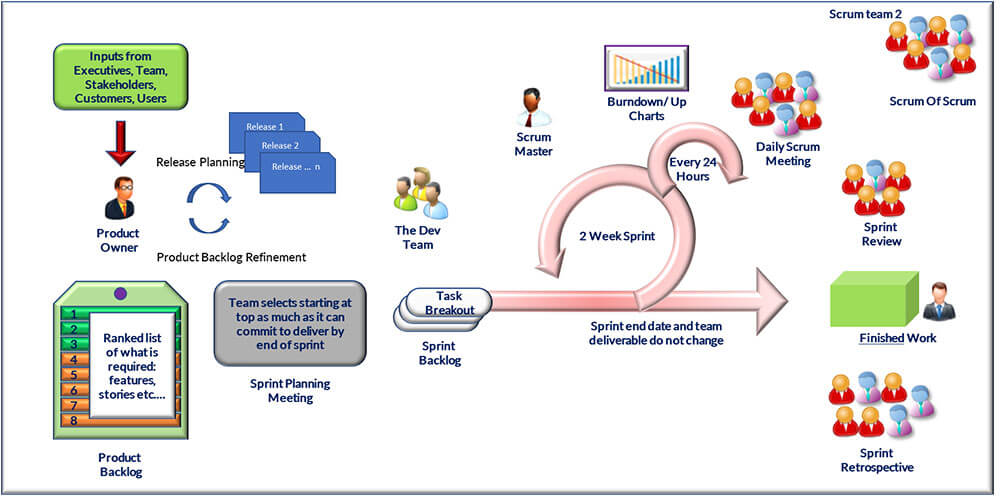 Inputs from
Executives, Team,
Stakeholders,
Customers, Users
Release Planning
Release 1
Release 2
Release ... n
Product
Owner
Product Backlog Refinement
1
2
3
4
5
6
7
8
Ranked list
of what is
required:
features,
stories etc....
Product
Backlog
Team selects starting at
top as much as it can
commit to deliver by
end of sprint
Sprint Planning
Meeting
The Dev
Team
Task
Breakout
Sprint
Backlog
Scrum
Master
Burndown/ Up
Charts
2 Week Sprint
Every 24
Hours
Sprint end date and team
deliverable do not change
Daily Scrum
Meeting
Scrum team 2
Scrum Of Scrum
Sprint
Review
Finished Work
Sprint
Retrospective